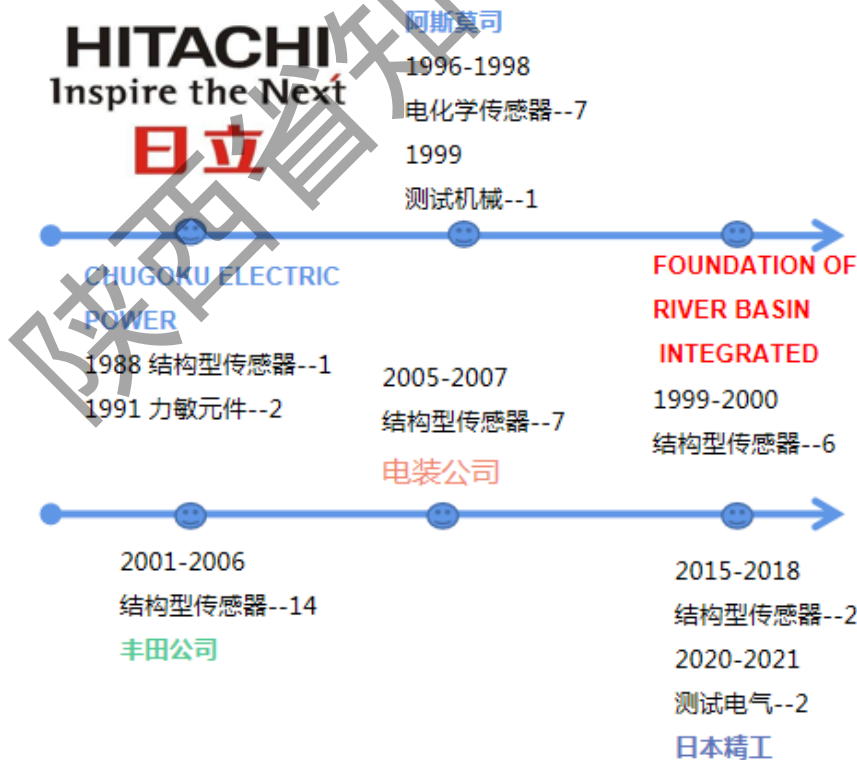 HITACHI
Inspire the Next
日立
阿斯莫司
1996-1998
电化学传感器--7
1999
测试机械--1
CHUGOKU ELECTRIC
POWER
1988 结构型传感器--1
1991 力敏元件--2
2005-2007
结构型传感器--7
电装公司
FOUNDATION OF
RIVER BASIN
INTEGRATED
1999-2000
结构型传感器--6
2001-2006
结构型传感器--14
丰田公司
2015-2018
结构型传感器--2
2020-2021
测试电气--2
日本精工
陕西省知